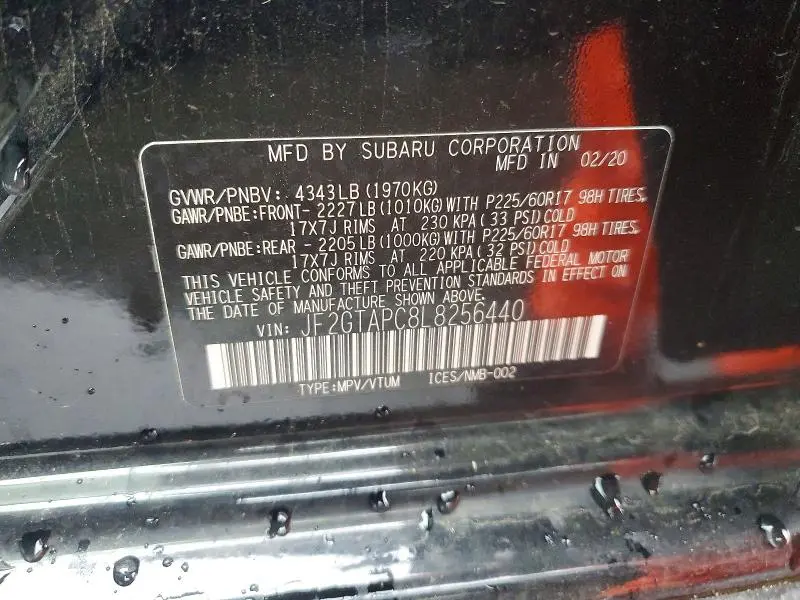 MFD BY SUBARU CORPORATION
MFD IN 02/20
GVWR/PNBV: 4343LB (1970KG)
GAWR/PNBE:FRONT- 2227LB (1010KG) WITH P225/60R17 98H TIRES,
17X7J RIMS AT 230 KPA (33 PSI) COLD
GAWR/PNBE:REAR - 2205LB (1000KG) WITH P225/60R17 98H TIRES,
17X7J RIMS AT 220 KPA (32 PSI) COLD
THIS VEHICLE CONFORMS TO ALL APPLICABLE FEDERAL MOTOR
VEHICLE SAFETY AND THEFT PREVENTION STANDARDS IN EFFECT ON
THE DATE OF MANUFACTURE SHOWN ABOVE.
VIN: JF2GTAPC8L8256440
TYPE:MPV/VTUM ICES/NMB-002